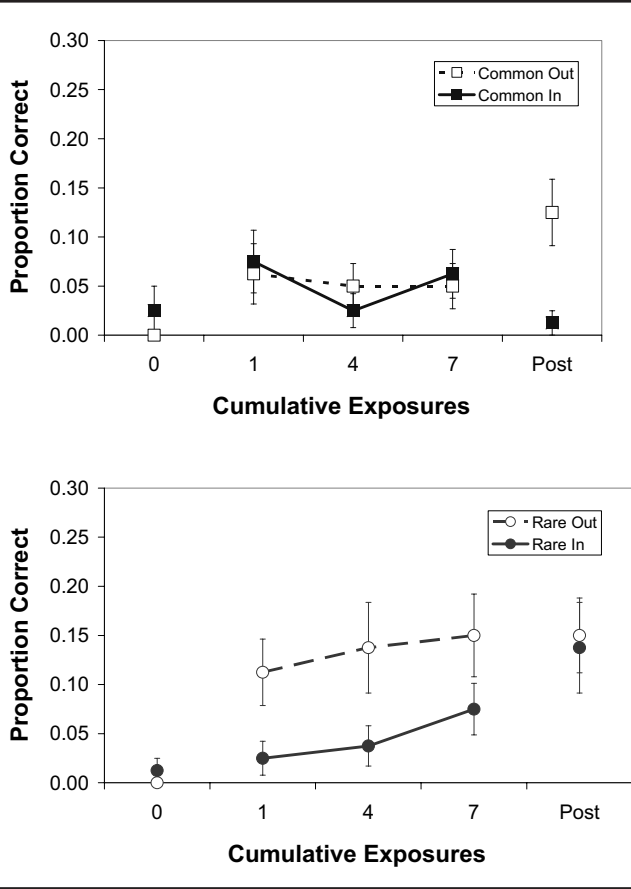 0.30
0.25
0.20
0.15
0.10
0.05
0.00
Proportion Correct
Common Out
Common In
0 1 4 7 Post
Cumulative Exposures
0.30
0.25
0.20
0.15
0.10
0.05
0.00
Proportion Correct
Rare Out
Rare In
0 1 4 7 Post
Cumulative Exposures